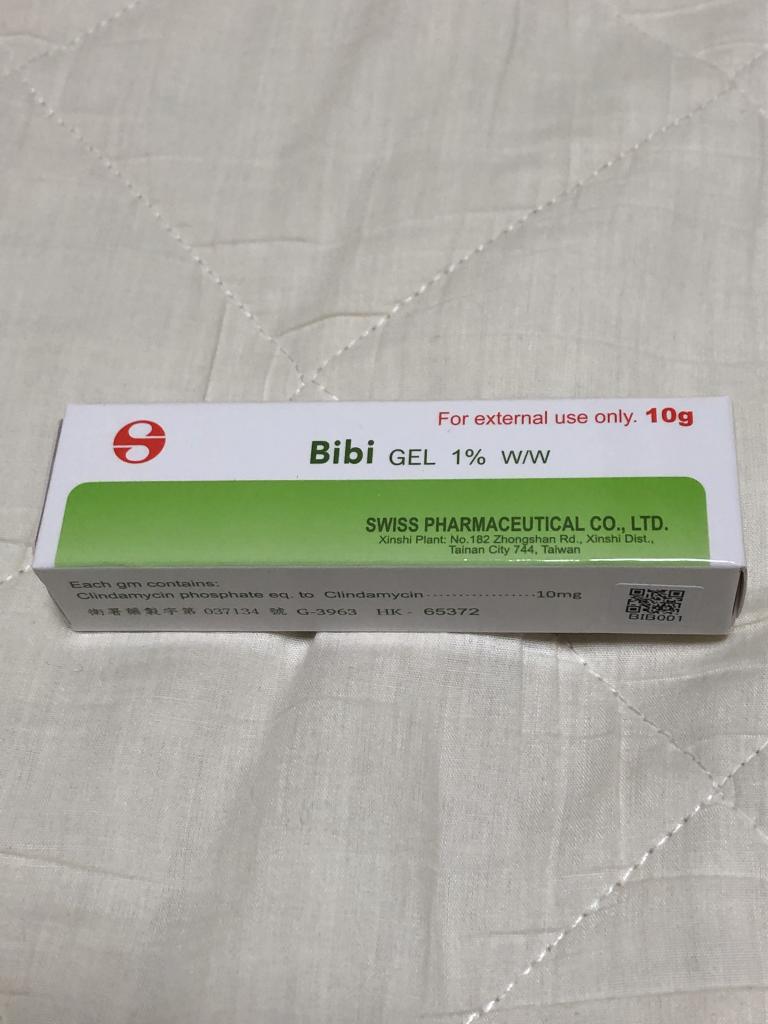 For external use only. 10g
Bibi GEL 1% W/W
SWISS PHARMACEUTICAL CO., LTD.
Xinshi Plant: No.182 Zhongshan Rd., Xinshi Dist.,
Tainan City 744, Taiwan
Each gm contains:
Clindamycin phosphate eq. to Clindamycin··················10mg
衛署藥製字第 037134 號 G-3963 HK - 65372
BIB001